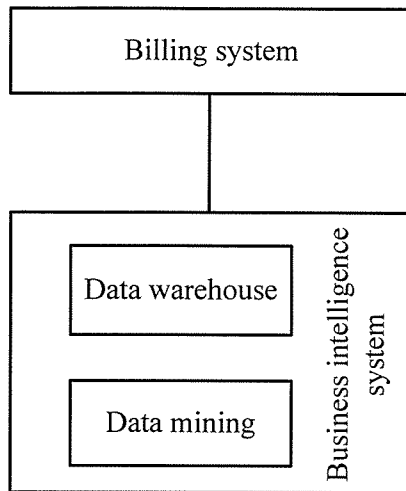 Billing system
Data warehouse
Data mining
Business intelligence
system